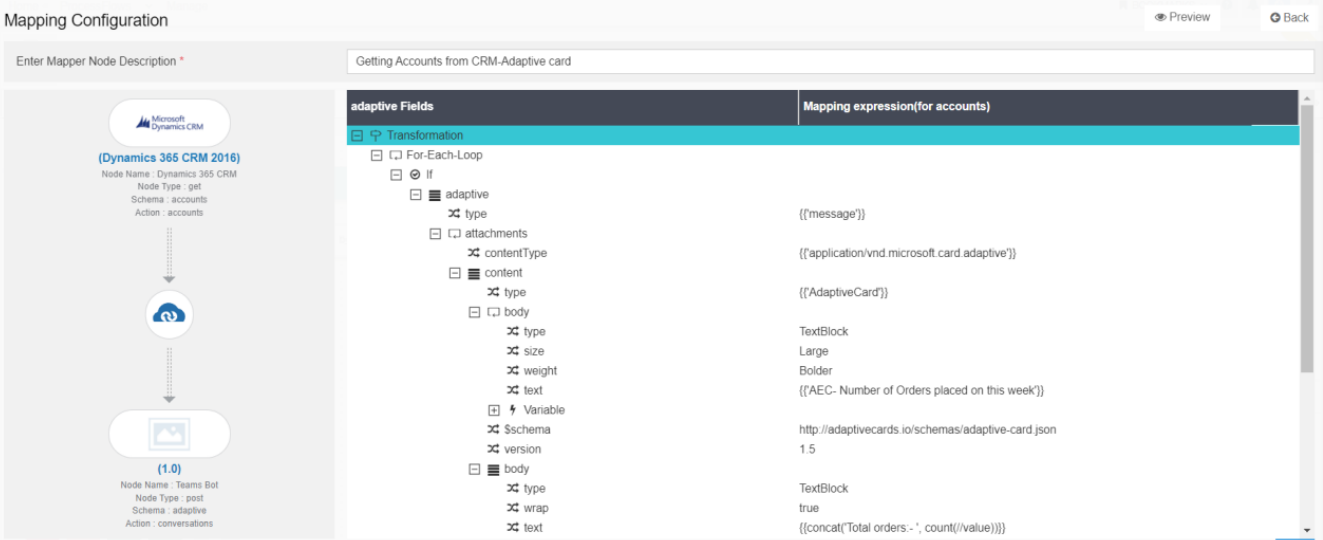 Mapping Configuration
Preview
Back
Enter Mapper Node Description *
Getting Accounts from CRM-Adaptive card
Microsoft
Dynamics CRM
(Dynamics 365 CRM 2016)
Node Name : Dynamics 365 CRM
Node Type : get
Schema : accounts
Action : accounts
(1.0)
Node Name : Teams Bot
Node Type : post
Schema : adaptive
Action : conversations
adaptive Fields Mapping expression(for accounts)
Transformation
For-Each-Loop
If
adaptive
type {{'message'}}
attachments
contentType {{'application/vnd.microsoft.card.adaptive'}}
content
type {{'AdaptiveCard'}}
body
type TextBlock
size Large
weight Bolder
text {{'AEC- Number of Orders placed on this week'}}
Variable
$schema http://adaptivecards.io/schemas/adaptive-card.json
version 1.5
body
type TextBlock
wrap true
text {{concat('Total orders:- ', count(//value))}}